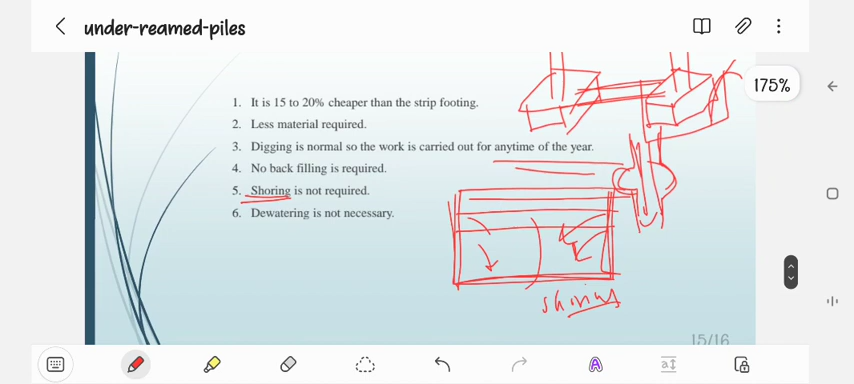 under-reamed-piles
175%
1. It is 15 to 20% cheaper than the strip footing.
2. Less material required.
3. Digging is normal so the work is carried out for anytime of the year.
4. No back filling is required.
5. Shoring is not required.
6. Dewatering is not necessary.
shoring
15/16